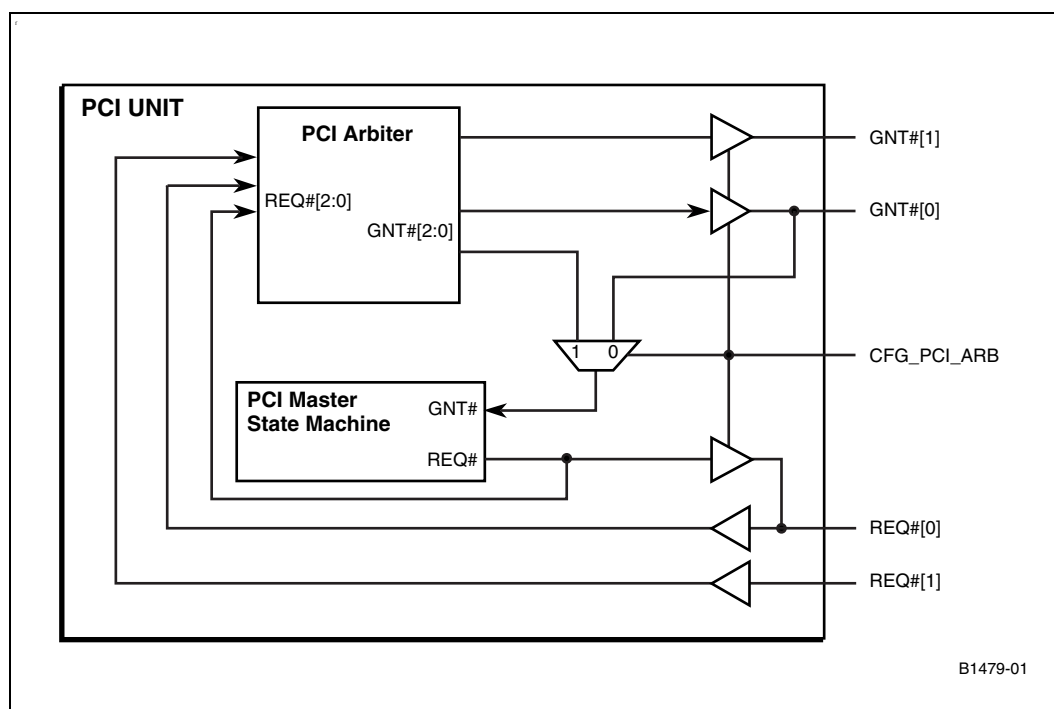 PCI UNIT
PCI Arbiter
GNT#[1]
REQ#[2:0]
GNT#[0]
GNT#[2:0]
1 0
CFG_PCI_ARB
PCI Master
State Machine
GNT#
REQ#
REQ#[0]
REQ#[1]
B1479-01